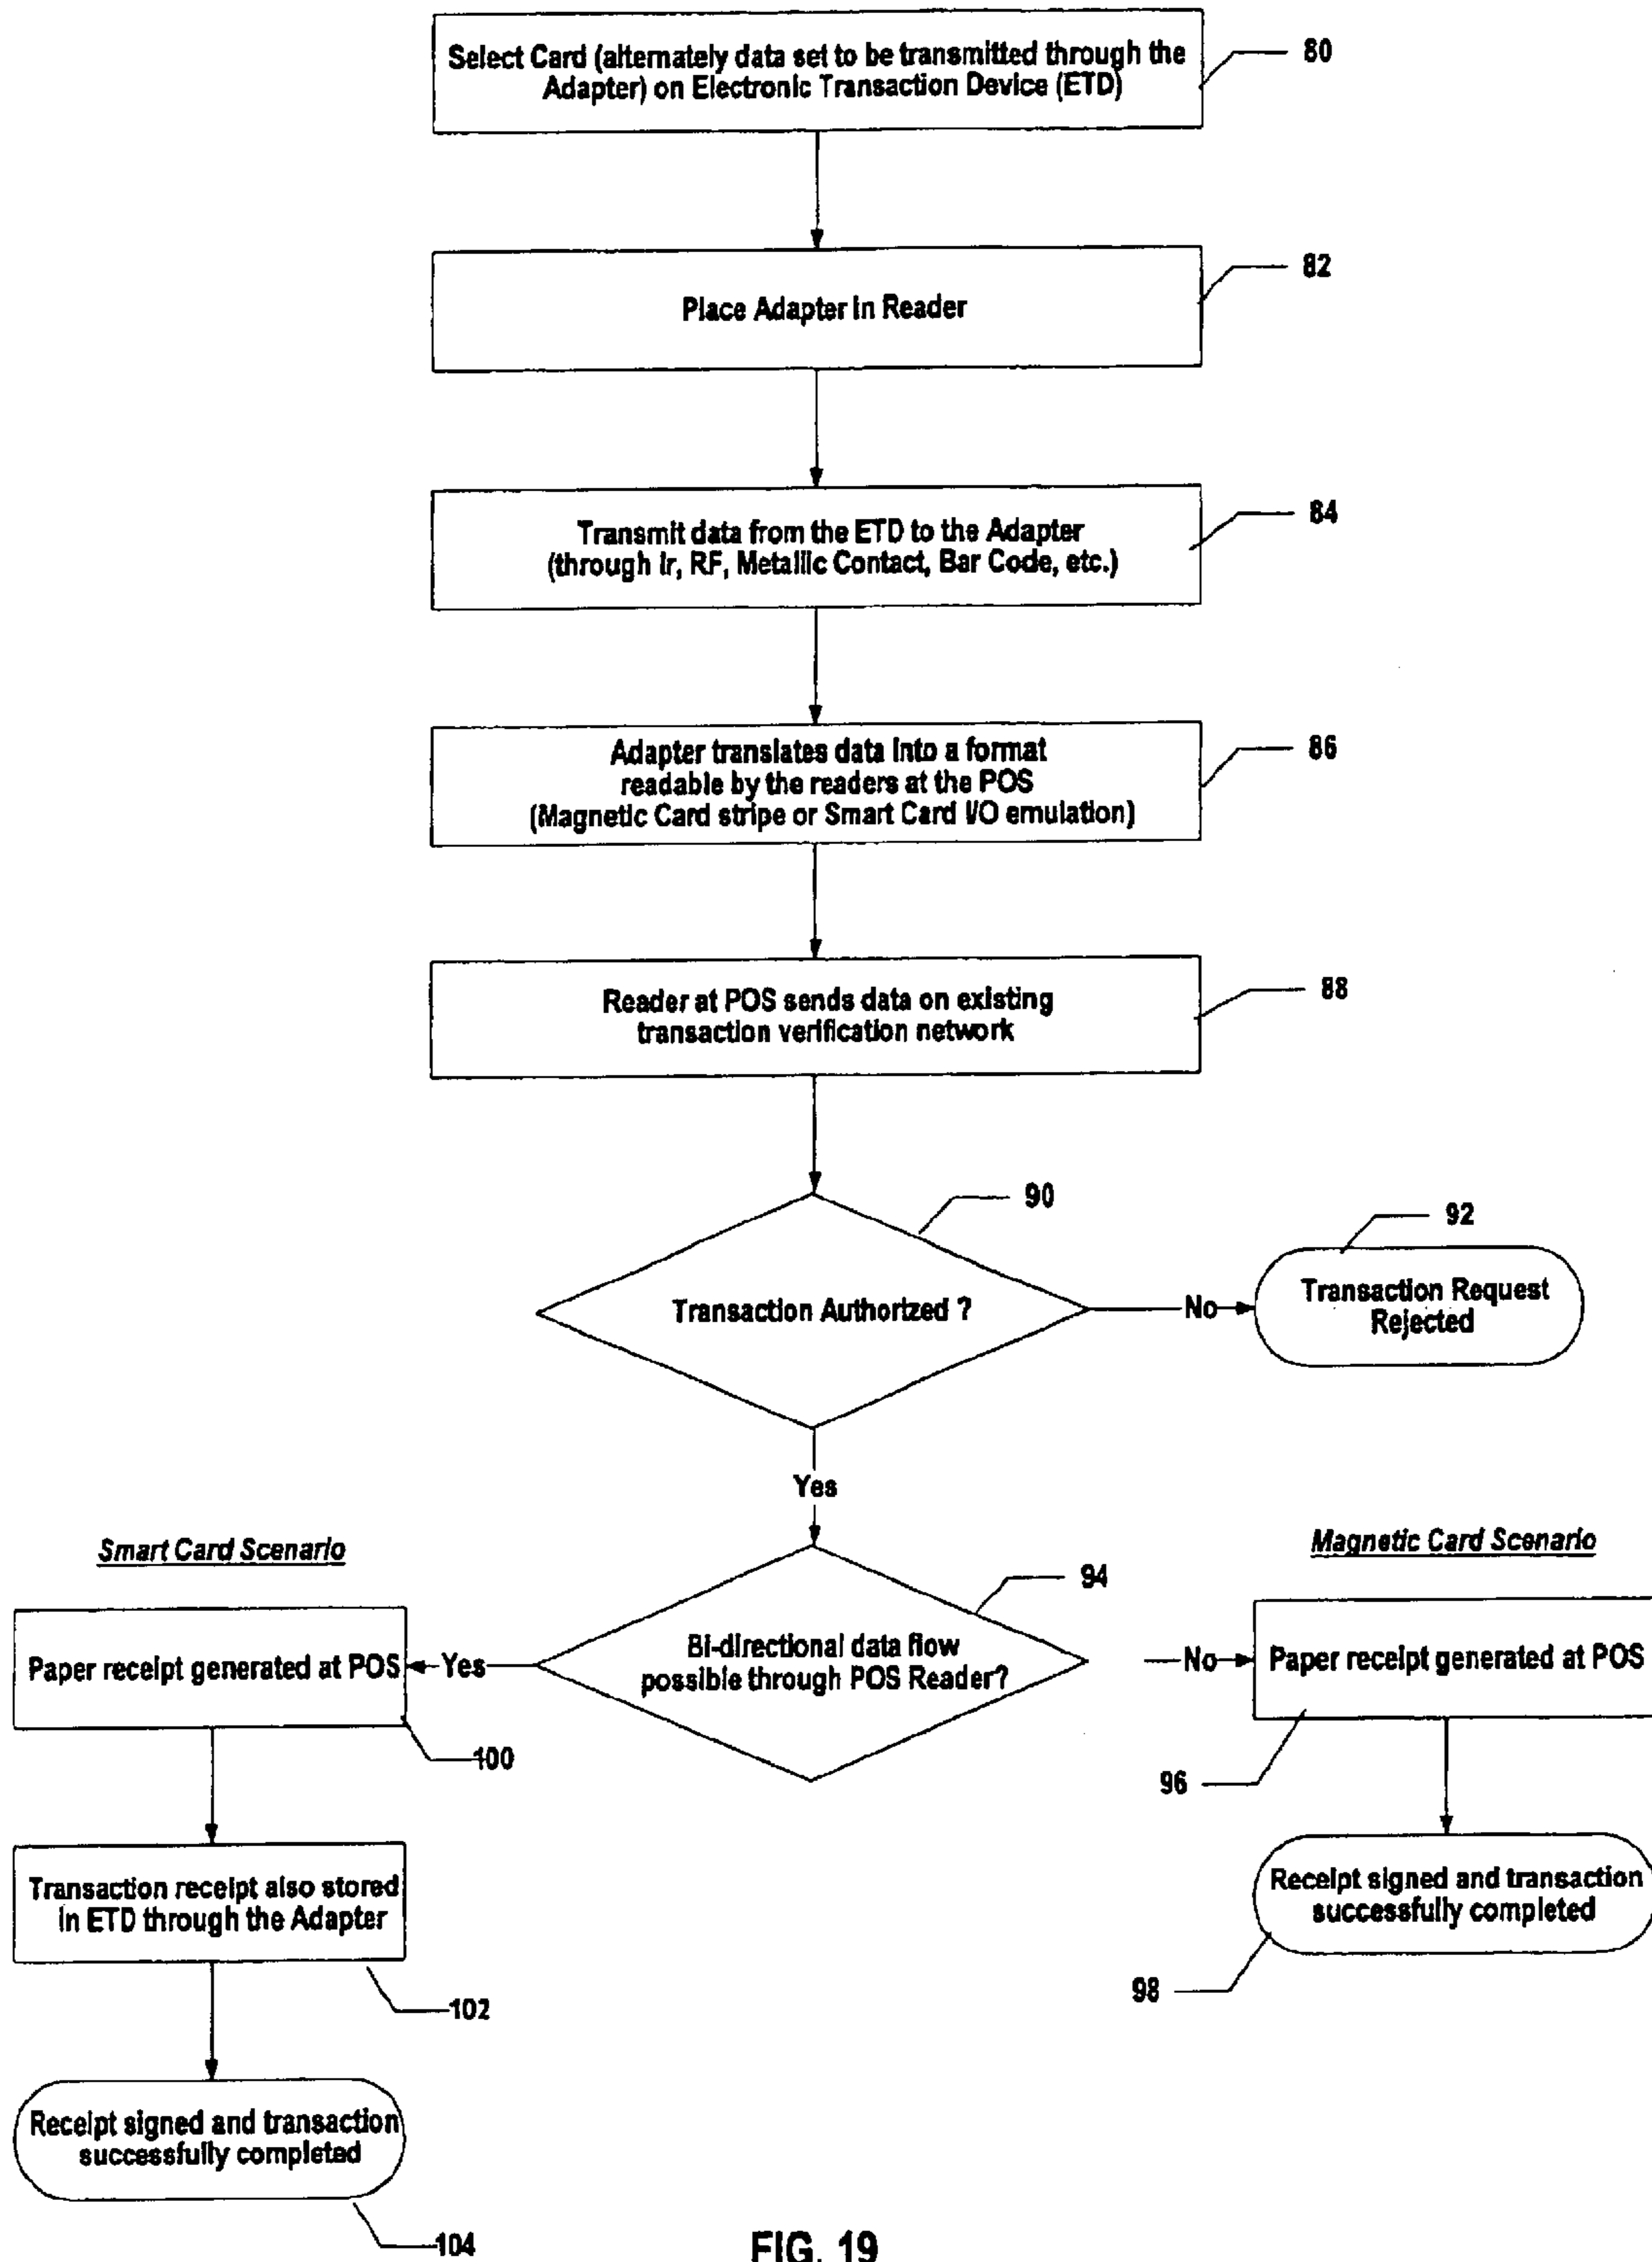 Select Card (alternately data set to be transmitted through the
Adapter) on Electronic Transaction Device (ETD)
80
Place Adapter in Reader
82
Transmit data from the ETD to the Adapter
(through Ir, RF, Metallic Contact, Bar Code, etc.)
84
Adapter translates data into a format
readable by the readers at the POS
(Magnetic Card stripe or Smart Card I/O emulation)
86
Reader at POS sends data on existing
transaction verification network
88
90
Transaction Authorized ?
No
92
Transaction Request
Rejected
Yes
Smart Card Scenario
Magnetic Card Scenario
94
Bi-directional data flow
possible through POS Reader?
Yes
Paper receipt generated at POS
100
No
Paper receipt generated at POS
96
Transaction receipt also stored
in ETD through the Adapter
102
Receipt signed and transaction
successfully completed
98
Receipt signed and transaction
successfully completed
104
FIG. 19